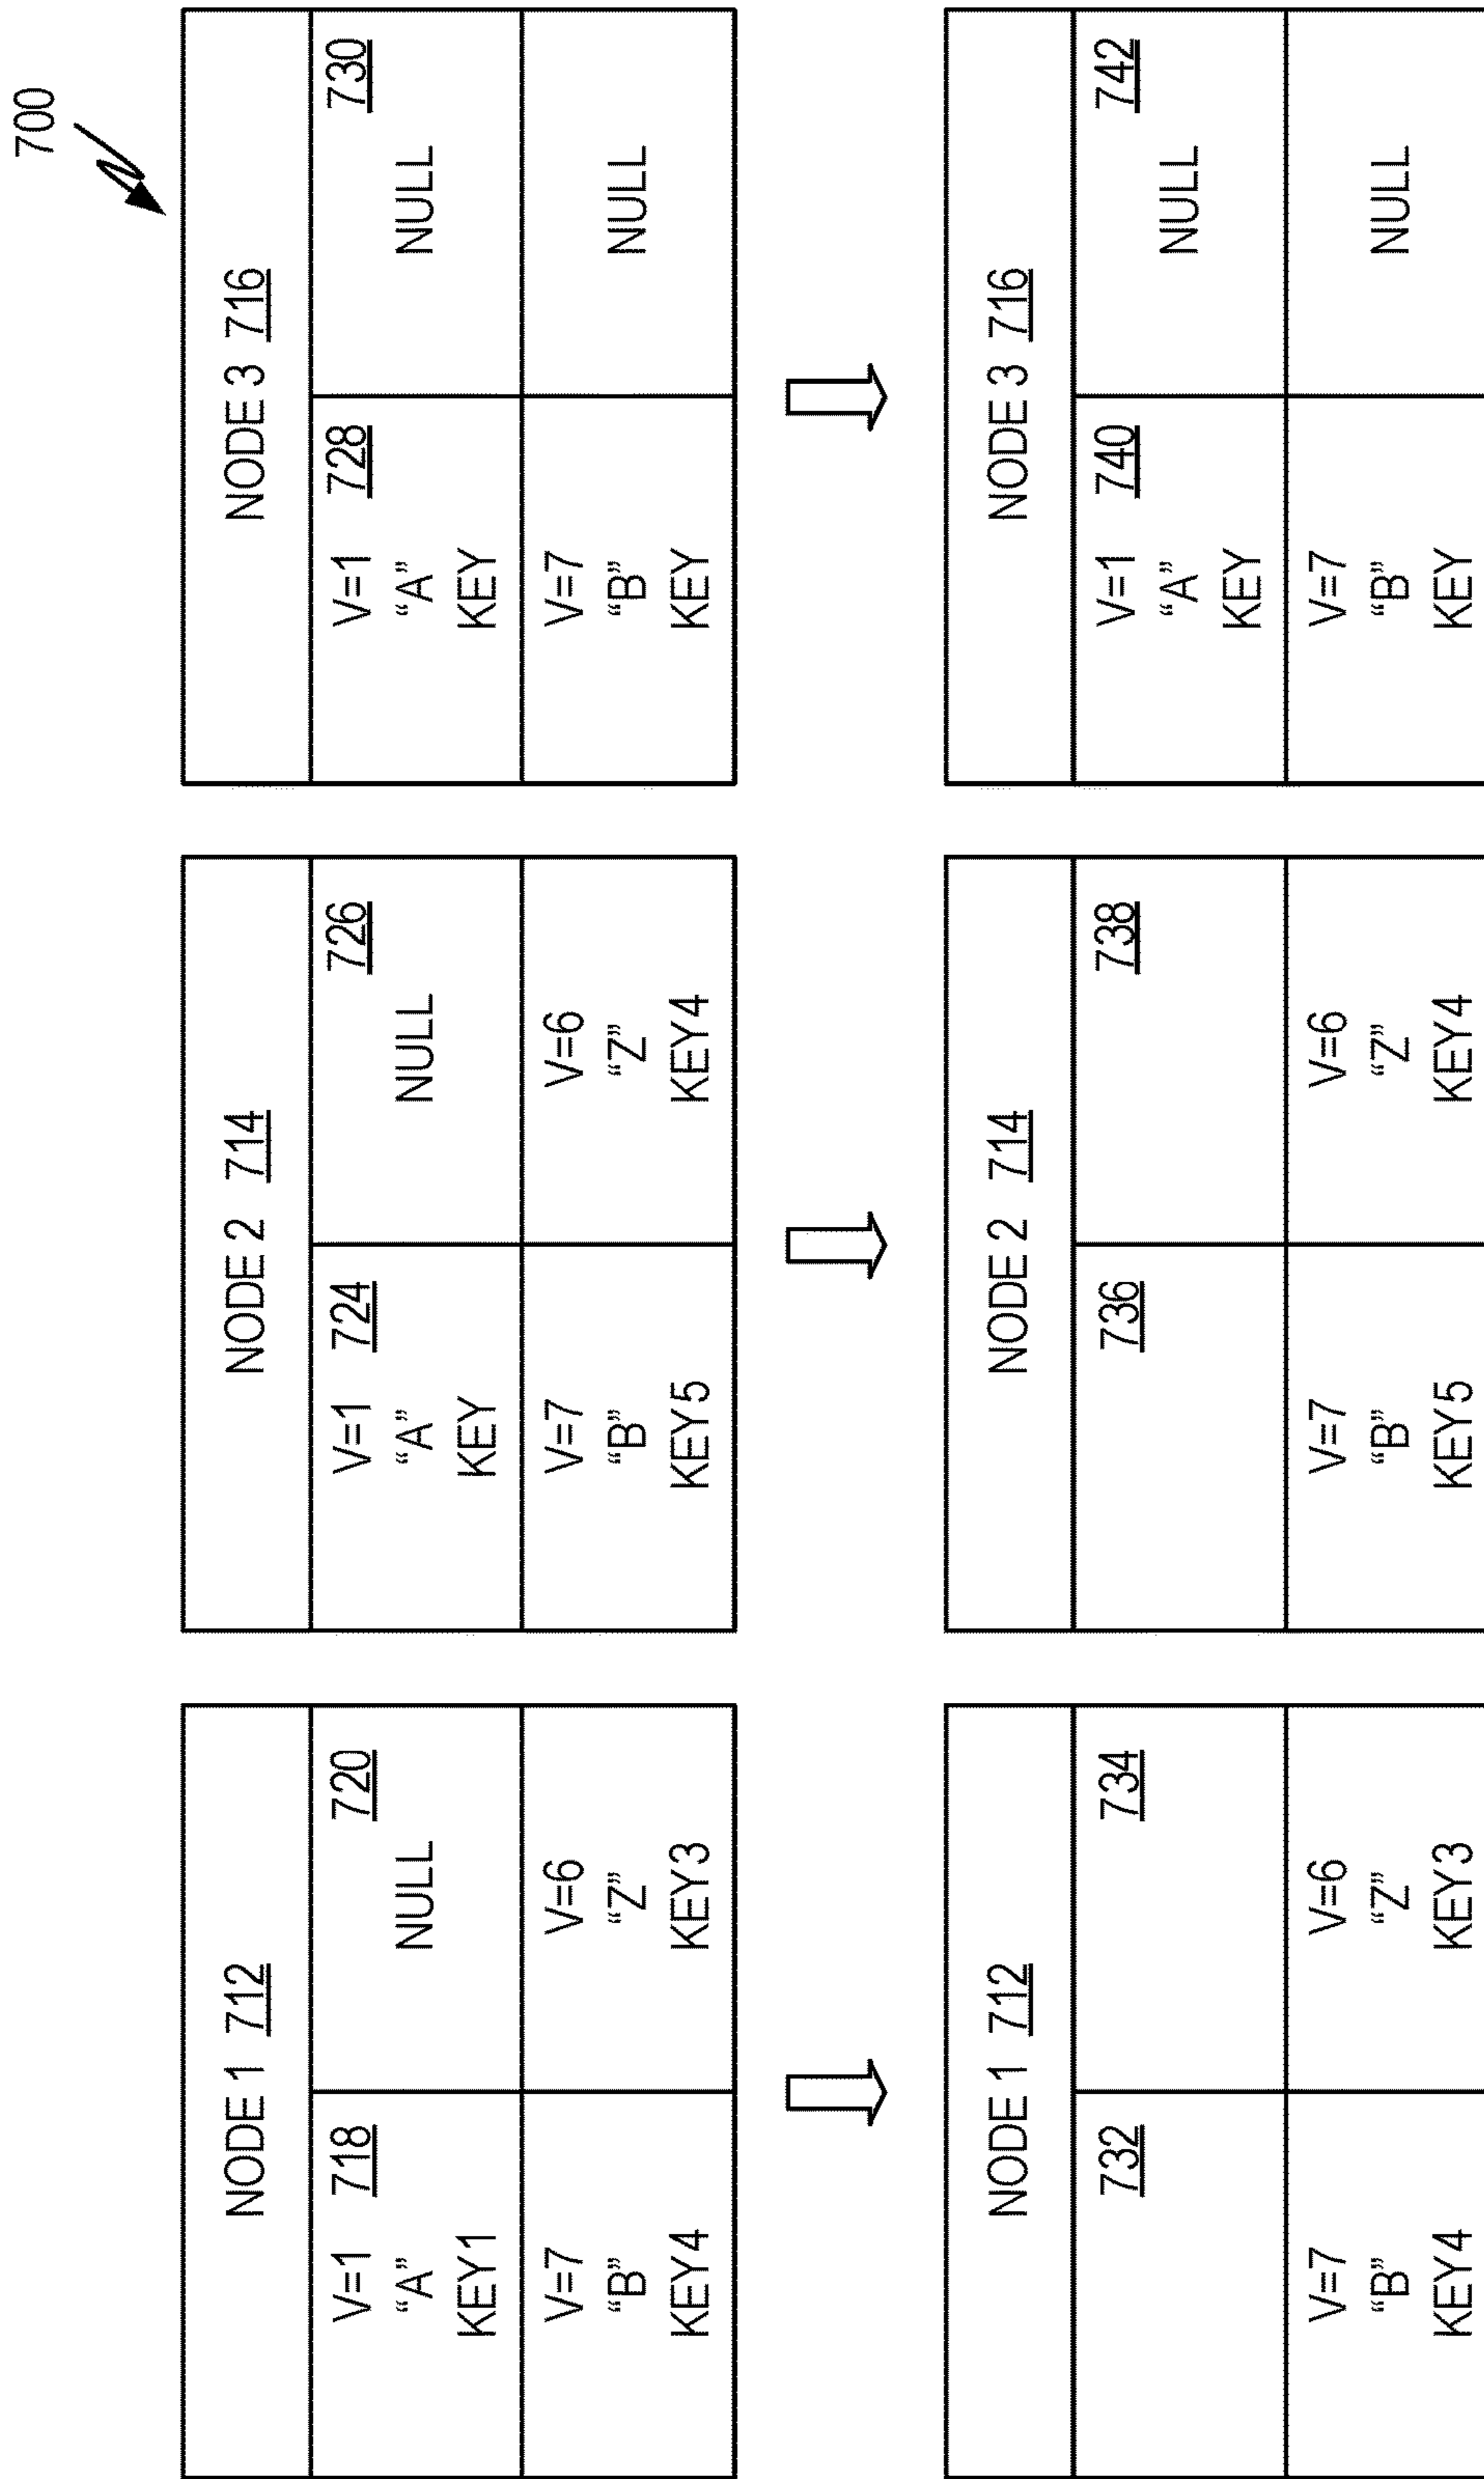 700
NODE 1 712
V=1 718
“A”
KEY1
720
NULL
V=7
“B”
KEY4
V=6
“Z”
KEY3
NODE 2 714
V=1 724
“A”
KEY
726
NULL
V=7
“B”
KEY5
V=6
“Z”
KEY4
NODE 3 716
V=1 728
“A”
KEY
730
NULL
V=7
“B”
KEY
NULL
NODE 1 712
732
734
V=7
“B”
KEY4
V=6
“Z”
KEY3
NODE 2 714
736
738
V=7
“B”
KEY5
V=6
“Z”
KEY4
NODE 3 716
V=1 740
“A”
KEY
742
NULL
V=7
“B”
KEY
NULL